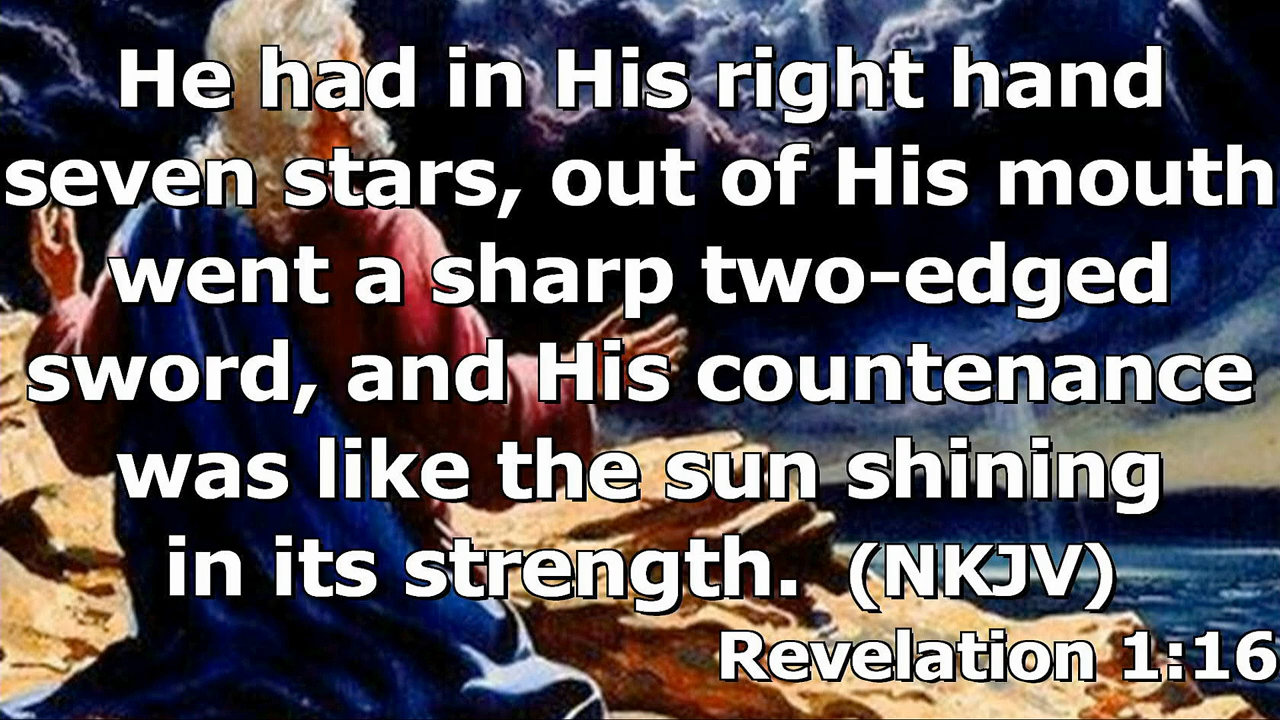 He had in His right hand
seven stars, out of His mouth
went a sharp two-edged
sword, and His countenance
was like the sun shining
in its strength. (NKJV)
Revelation 1:16